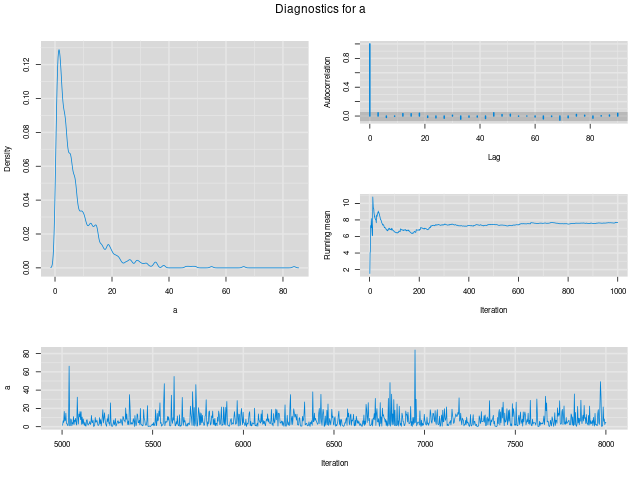 Diagnostics for a
Density
0.00 0.02 0.04 0.06 0.08 0.10 0.12
0 20 40 60 80
a
Autocorrelation
0.0 0.4 0.8
0 20 40 60 80
Lag
Running mean
2 4 6 8 10
0 200 400 600 800 1000
Iteration
a
0 20 40 60 80
5000 5500 6000 6500 7000 7500 8000
Iteration